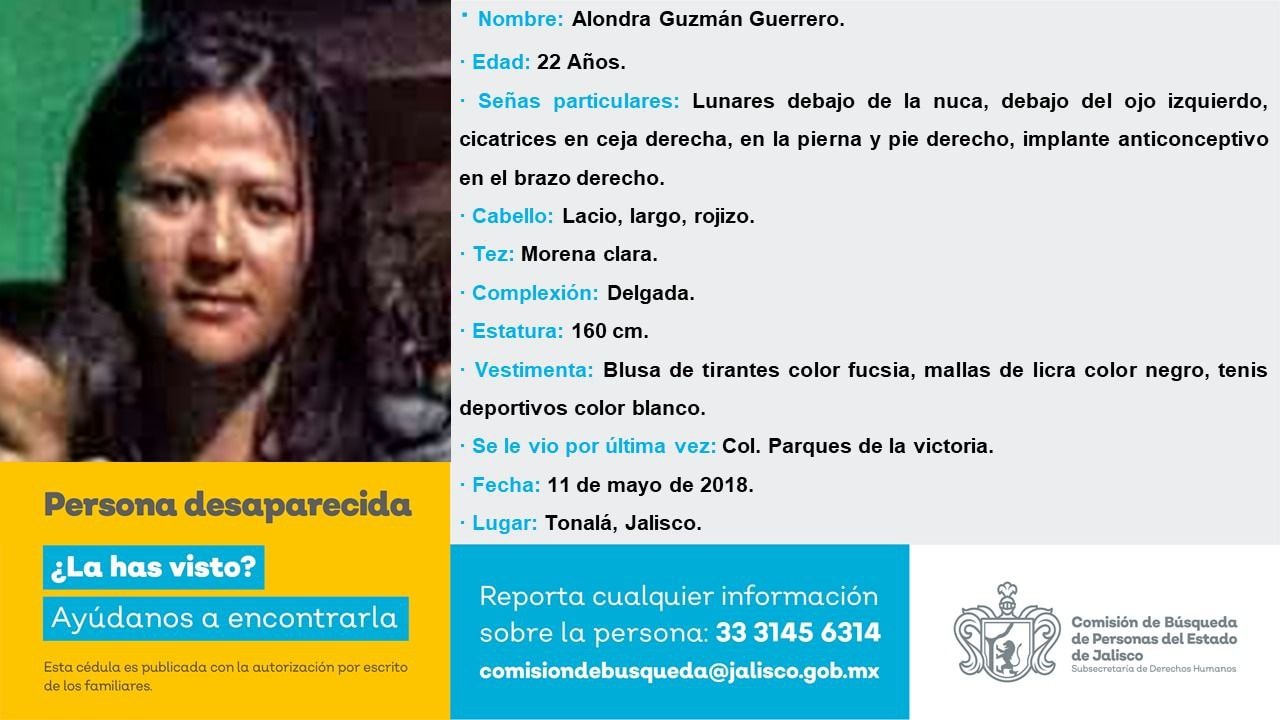 · Nombre: Alondra Guzmán Guerrero.
· Edad: 22 Años.
· Señas particulares: Lunares debajo de la nuca, debajo del ojo izquierdo,
cicatrices en ceja derecha, en la pierna y pie derecho, implante anticonceptivo
en el brazo derecho.
· Cabello: Lacio, largo, rojizo.
· Tez: Morena clara.
· Complexión: Delgada.
· Estatura: 160 cm.
· Vestimenta: Blusa de tirantes color fucsia, mallas de licra color negro, tenis
deportivos color blanco.
· Se le vio por última vez: Col. Parques de la victoria.
· Fecha: 11 de mayo de 2018.
· Lugar: Tonalá, Jalisco.
Persona desaparecida
¿La has visto?
Ayúdanos a encontrarla
Esta cédula es publicada con la autorización por escrito
de los familiares.
Reporta cualquier información
sobre la persona: 33 3145 6314
comisiondebusqueda@jalisco.gob.mx
Comisión de Búsqueda
de Personas del Estado
de Jalisco
Subsecretaría de Derechos Humanos